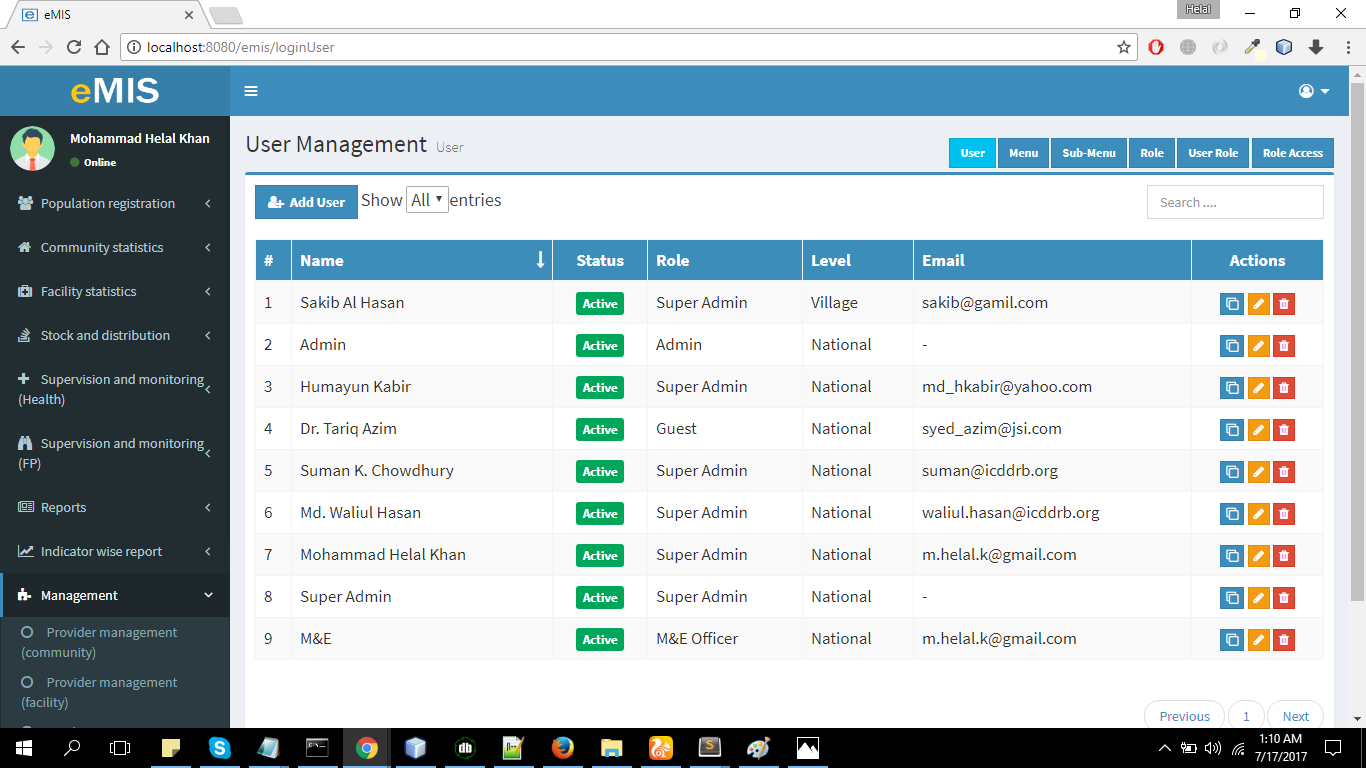 eMIS
Helal
localhost:8080/emis/loginUser
eMIS
Mohammad Helal Khan
Online
Population registration
Community statistics
Facility statistics
Stock and distribution
Supervision and monitoring
(Health)
Supervision and monitoring
(FP)
Reports
Indicator wise report
Management
Provider management
(community)
Provider management
(facility)
User Management User
User Menu Sub-Menu Role User Role Role Access
Add User Show All entries Search ....
# Name Status Role Level Email Actions
1 Sakib Al Hasan Active Super Admin Village sakib@gamil.com
2 Admin Active Admin National -
3 Humayun Kabir Active Super Admin National md_hkabir@yahoo.com
4 Dr. Tariq Azim Active Guest National syed_azim@jsi.com
5 Suman K. Chowdhury Active Super Admin National suman@icddrb.org
6 Md. Waliul Hasan Active Super Admin National waliul.hasan@icddrb.org
7 Mohammad Helal Khan Active Super Admin National m.helal.k@gmail.com
8 Super Admin Active Super Admin National -
9 M&E Active M&E Officer National m.helal.k@gmail.com
Previous 1 Next
1:10 AM
7/17/2017